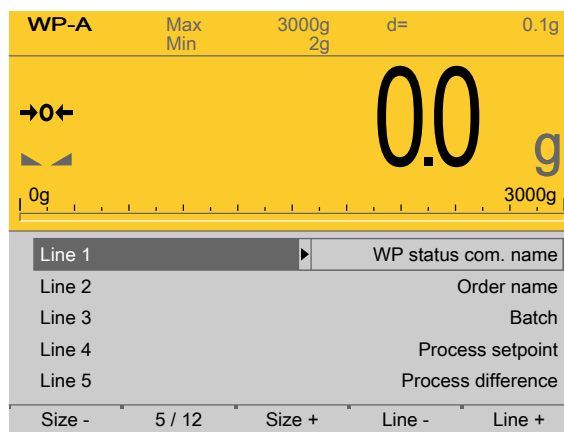 WP-A Max 3000g d= 0.1g
Min 2g
→0←
0.0 g
0g 3000g
Line 1 WP status com. name
Line 2 Order name
Line 3 Batch
Line 4 Process setpoint
Line 5 Process difference
Size - 5 / 12 Size + Line - Line +